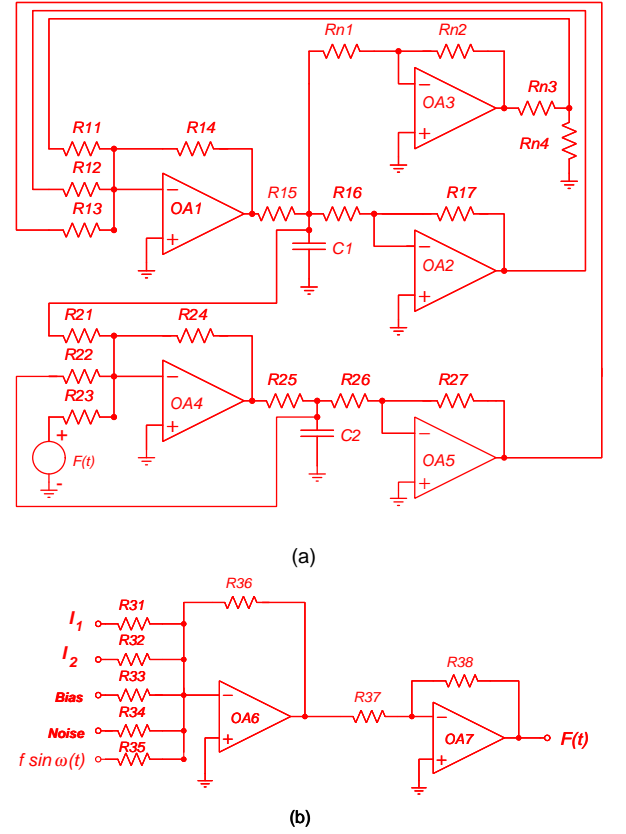 Rn1
Rn2
OA3
Rn3
Rn4
R11
R14
R12
R13
OA1
R15
R16
R17
C1
OA2
R21
R24
R22
R23
OA4
R25
R26
R27
+
F(t)
-
C2
OA5
(a)
R36
I1
R31
I2
R32
Bias
R33
Noise
R34
f sin ω(t)
R35
OA6
R37
R38
OA7
F(t)
(b)